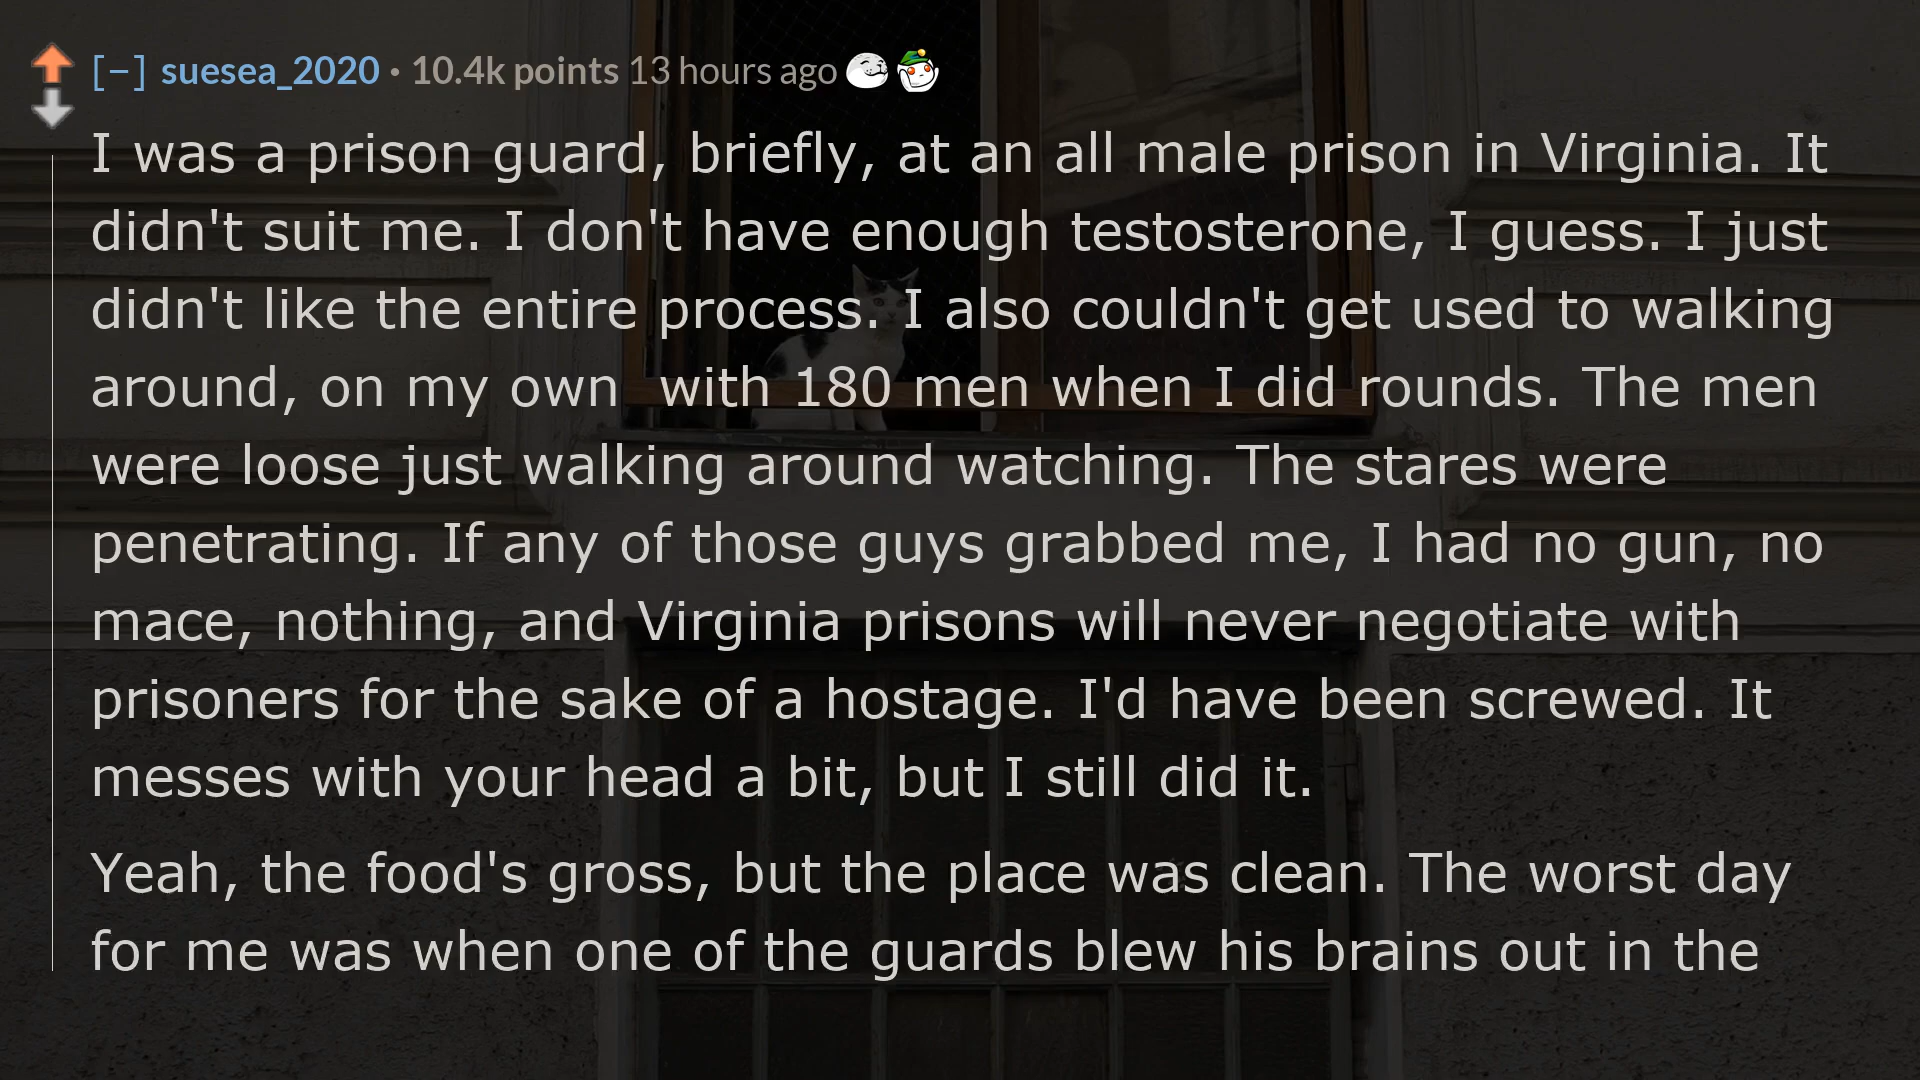 [−] suesea_2020 · 10.4k points 13 hours ago
I was a prison guard, briefly, at an all male prison in Virginia. It
didn't suit me. I don't have enough testosterone, I guess. I just
didn't like the entire process. I also couldn't get used to walking
around, on my own  with 180 men when I did rounds. The men
were loose just walking around watching. The stares were
penetrating. If any of those guys grabbed me, I had no gun, no
mace, nothing, and Virginia prisons will never negotiate with
prisoners for the sake of a hostage. I'd have been screwed. It
messes with your head a bit, but I still did it.
Yeah, the food's gross, but the place was clean. The worst day
for me was when one of the guards blew his brains out in the